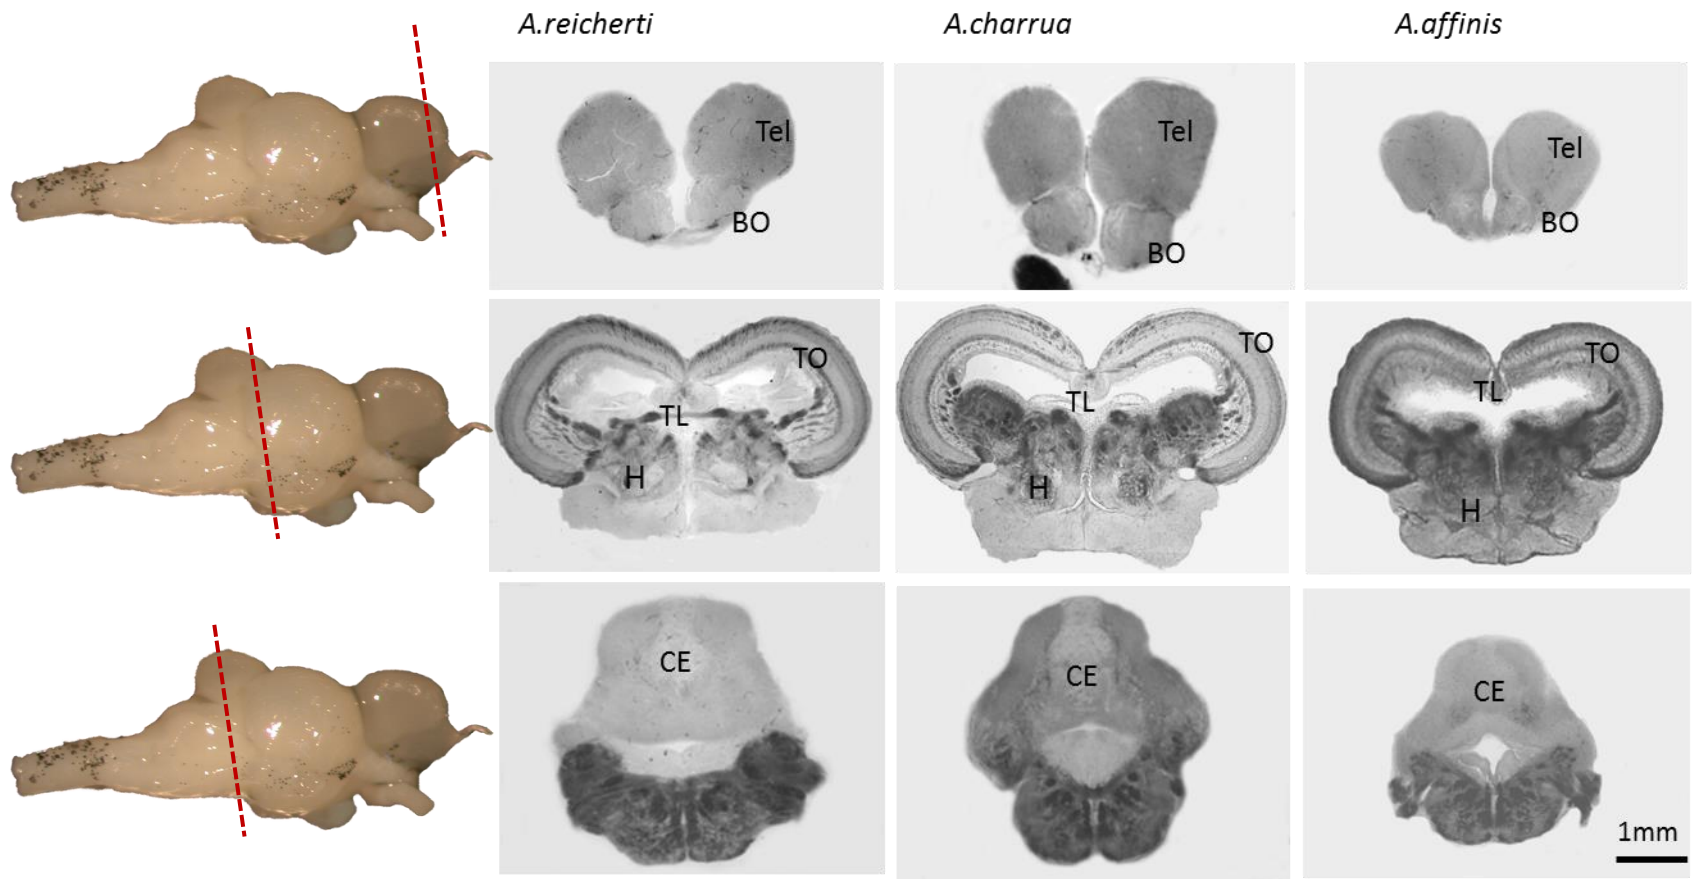 A.reicherti A.charrua A.affinis
Tel Tel Tel
BO BO BO
TO TO TO
TL TL TL
H H H
CE CE CE
1mm